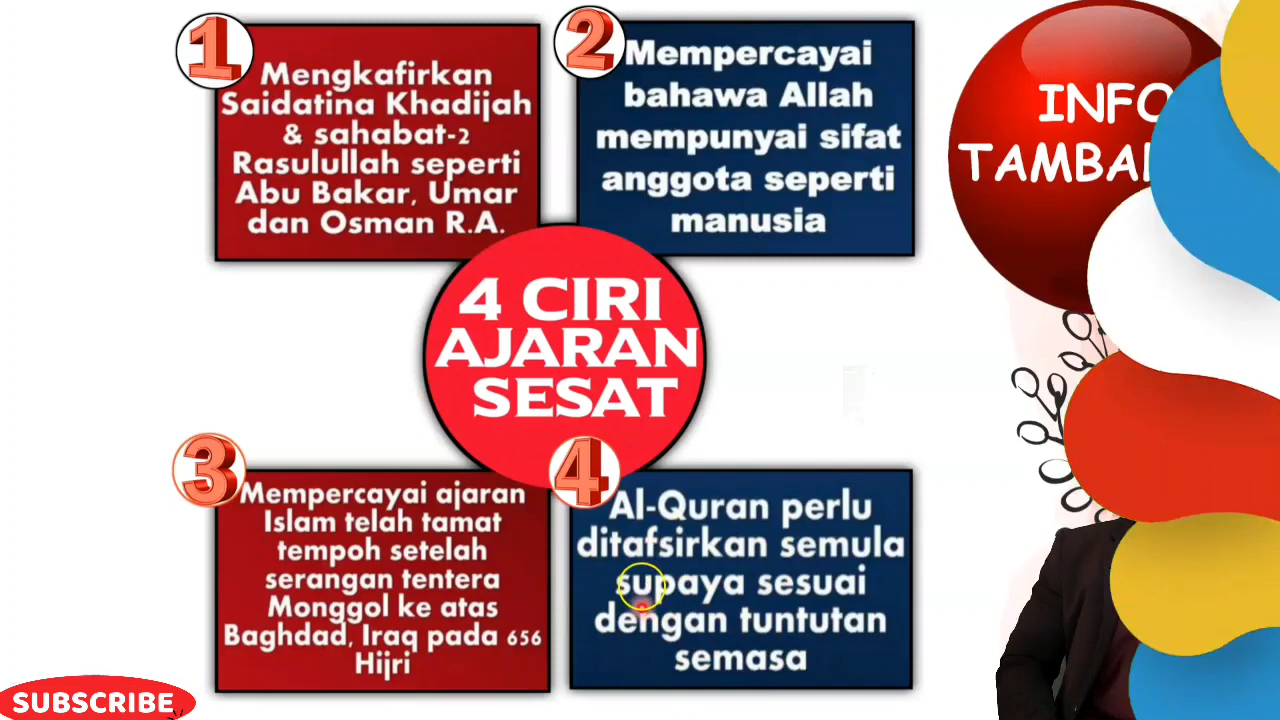 1
Mengkafirkan
Saidatina Khadijah
& sahabat-2
Rasulullah seperti
Abu Bakar, Umar
dan Osman R.A.
2
Mempercayai
bahawa Allah
mempunyai sifat
anggota seperti
manusia
INFO
4 CIRI
AJARAN
SESAT
3
Mempercayai ajaran
Islam telah tamat
tempoh setelah
serangan tentera
Monggol ke atas
Baghdad, Iraq pada 656
Hijri
4
Al-Quran perlu
ditafsirkan semula
supaya sesuai
dengan tuntutan
semasa
SUBSCRIBE